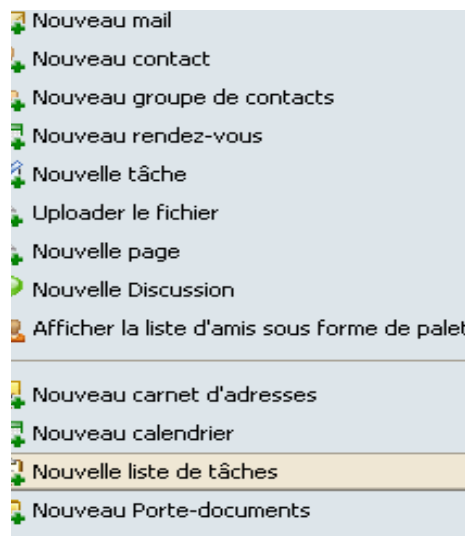 Nouveau mail
Nouveau contact
Nouveau groupe de contacts
Nouveau rendez-vous
Nouvelle tâche
Uploader le fichier
Nouvelle page
Nouvelle Discussion
Afficher la liste d'amis sous forme de palet
Nouveau carnet d'adresses
Nouveau calendrier
Nouvelle liste de tâches
Nouveau Porte-documents